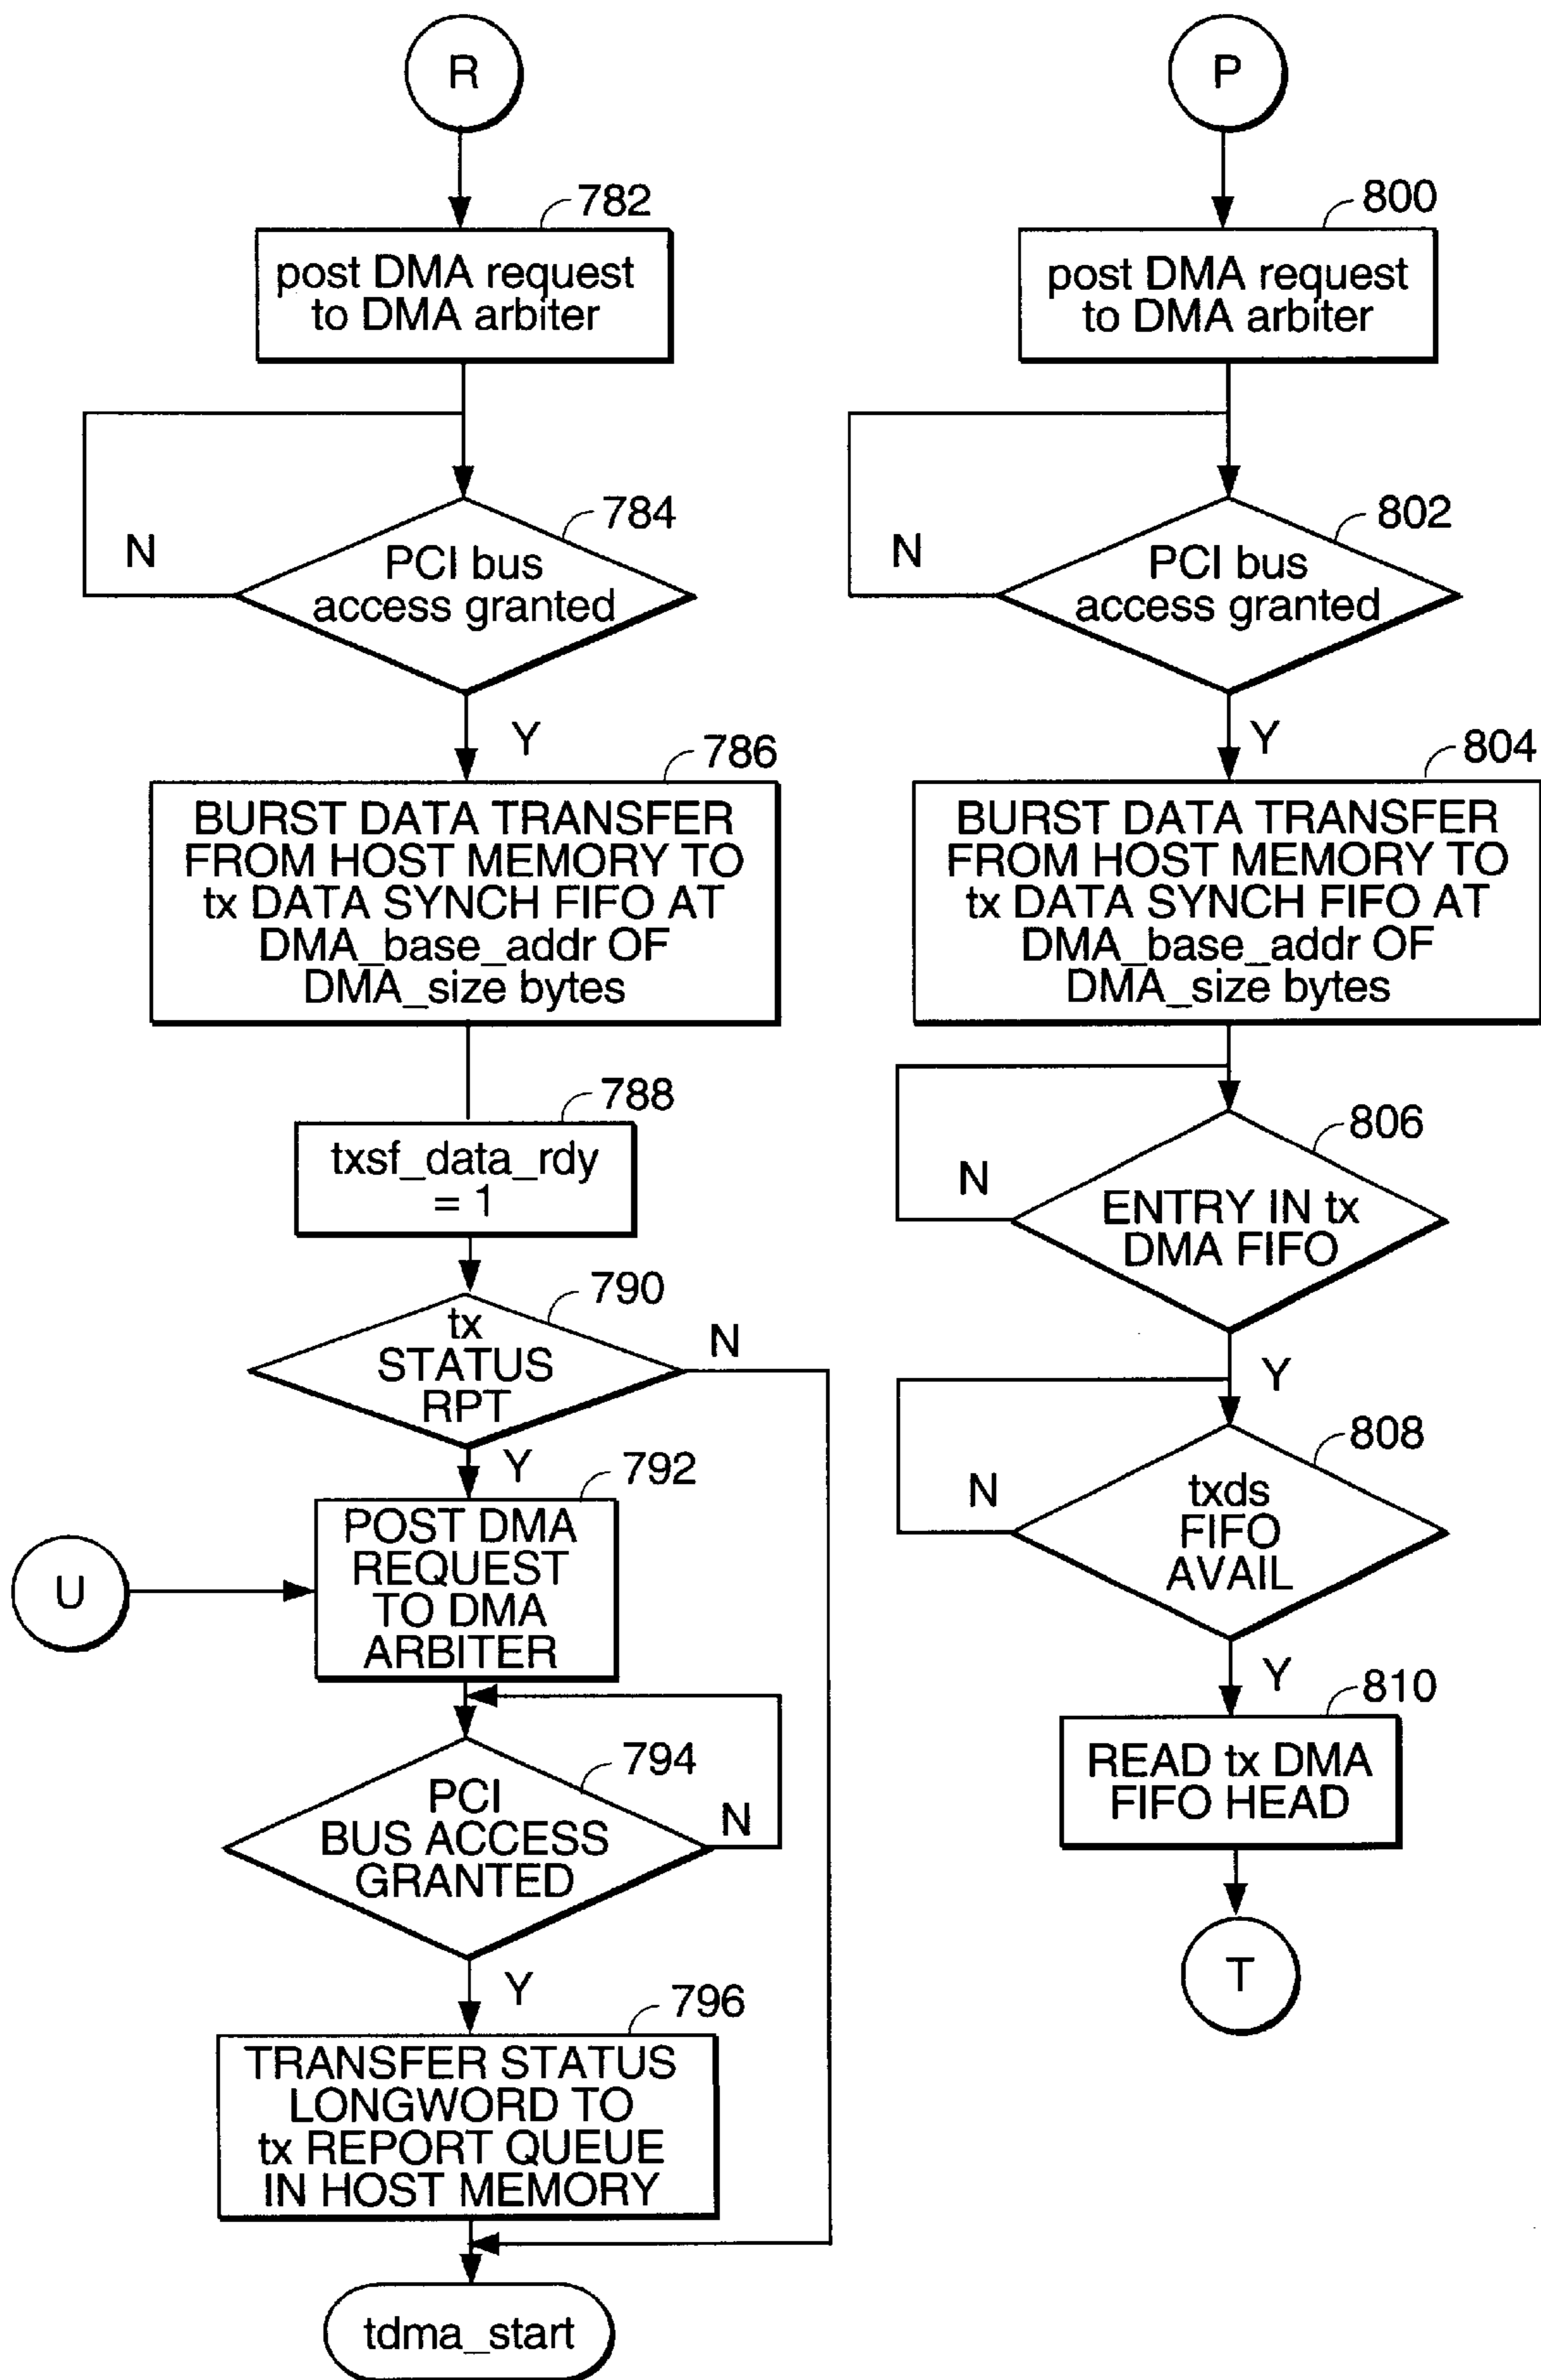 R
782
post DMA request
to DMA arbiter
784
N
PCI bus
access granted
Y
786
BURST DATA TRANSFER
FROM HOST MEMORY TO
tx DATA SYNCH FIFO AT
DMA_base_addr OF
DMA_size bytes
788
txsf_data_rdy
= 1
790
tx
STATUS
RPT
N
Y
792
POST DMA
REQUEST
TO DMA
ARBITER
U
794
PCI
BUS ACCESS
GRANTED
N
Y
796
TRANSFER STATUS
LONGWORD TO
tx REPORT QUEUE
IN HOST MEMORY
tdma_start
P
800
post DMA request
to DMA arbiter
802
N
PCI bus
access granted
Y
804
BURST DATA TRANSFER
FROM HOST MEMORY TO
tx DATA SYNCH FIFO AT
DMA_base_addr OF
DMA_size bytes
806
N
ENTRY IN tx
DMA FIFO
Y
808
N
txds
FIFO
AVAIL
Y
810
READ tx DMA
FIFO HEAD
T